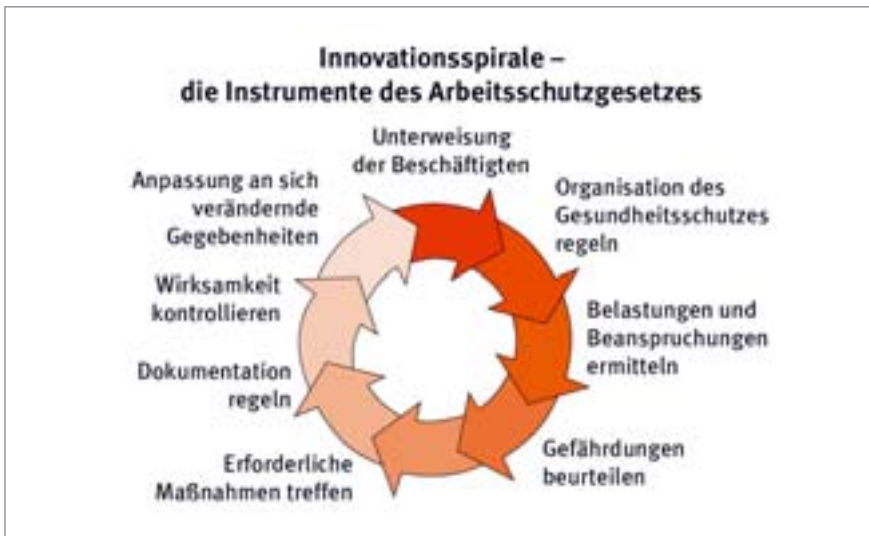 Innovationsspirale –
die Instrumente des Arbeitsschutzgesetzes
Unterweisung
der Beschäftigten
Organisation des
Gesundheitsschutzes
regeln
Belastungen und
Beanspruchungen
ermitteln
Gefährdungen
beurteilen
Erforderliche
Maßnahmen treffen
Dokumentation
regeln
Wirksamkeit
kontrollieren
Anpassung an sich
verändernde
Gegebenheiten